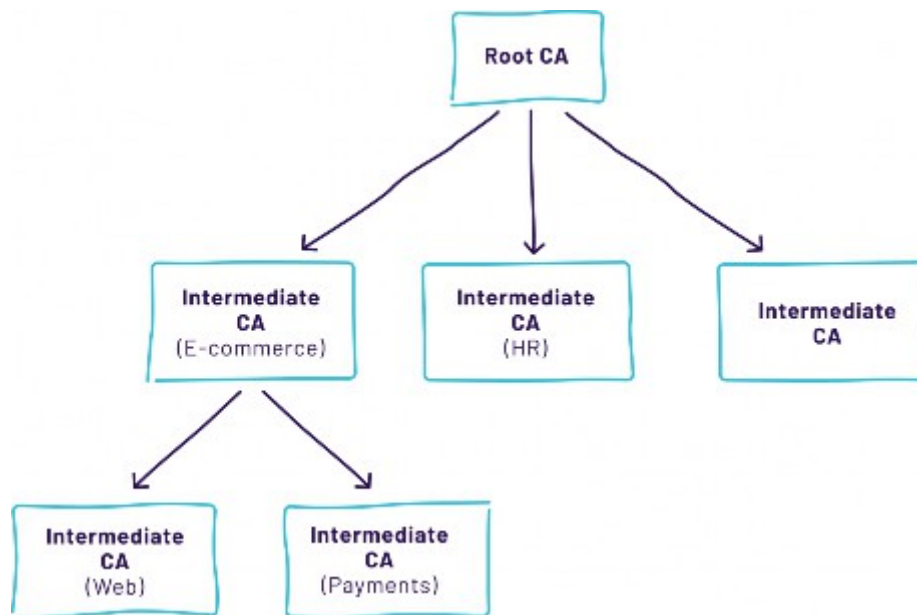 Root CA
Intermediate
CA
(E-commerce)
Intermediate
CA
(HR)
Intermediate
CA
Intermediate
CA
(Web)
Intermediate
CA
(Payments)